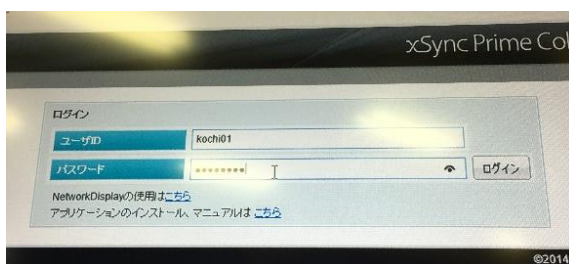 xSync Prime Col
ログイン
ユーザID kochi01
パスワード ●●●●●●●● ログイン
NetworkDisplayの使用はこちら
アプリケーションのインストール、マニュアルは こちら
©2014